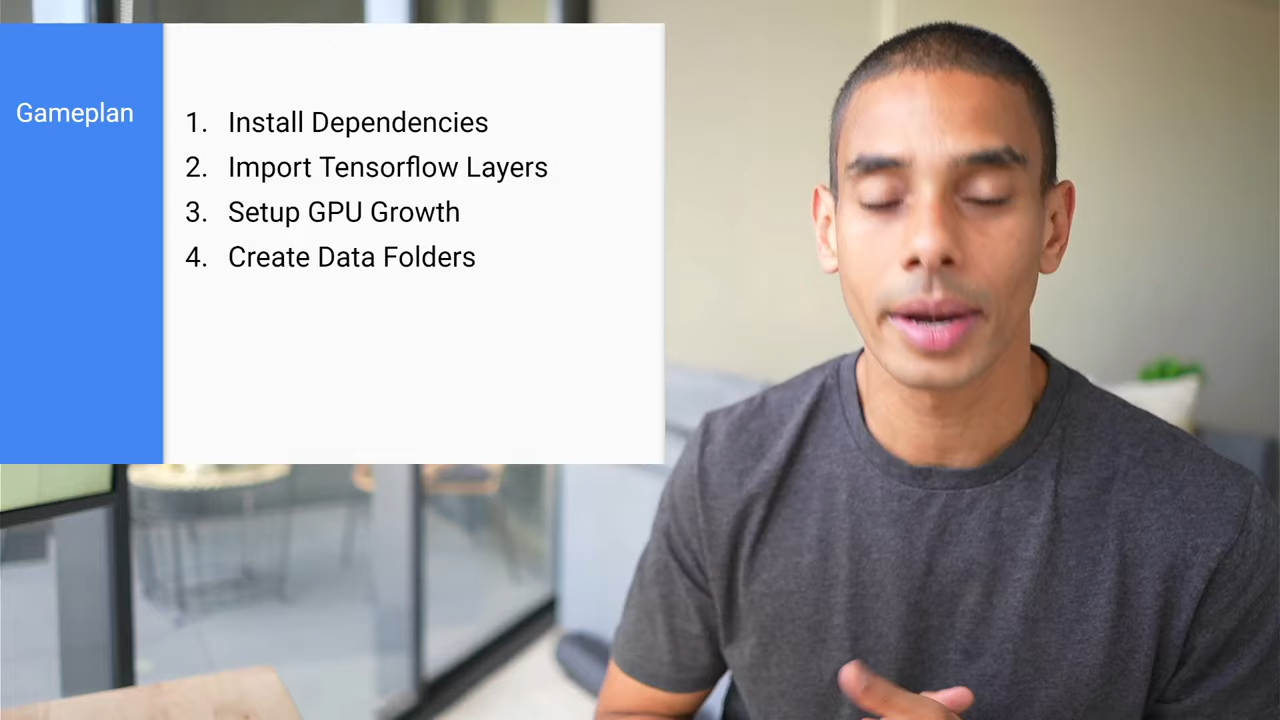 Gameplan
1. Install Dependencies
2. Import Tensorflow Layers
3. Setup GPU Growth
4. Create Data Folders